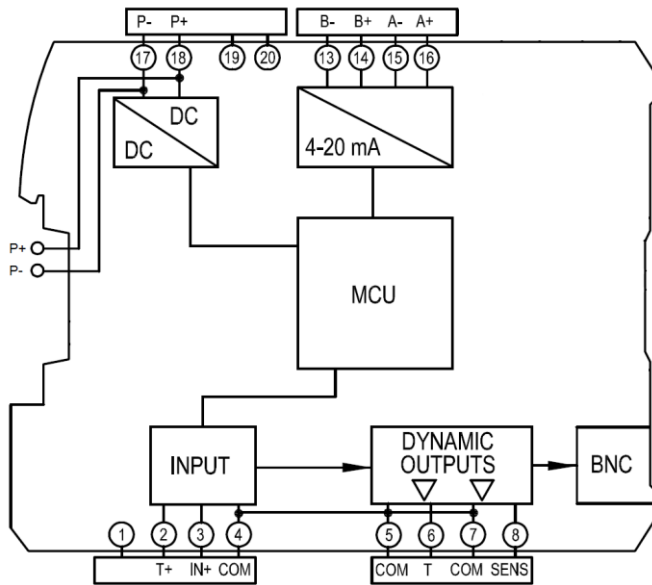 P- P+ B- B+ A- A+
17 18 19 20 13 14 15 16
DC
DC
4-20 mA
P+
P-
MCU
INPUT
DYNAMIC
OUTPUTS
BNC
1 2 3 4 5 6 7 8
T+ IN+ COM COM T COM SENS